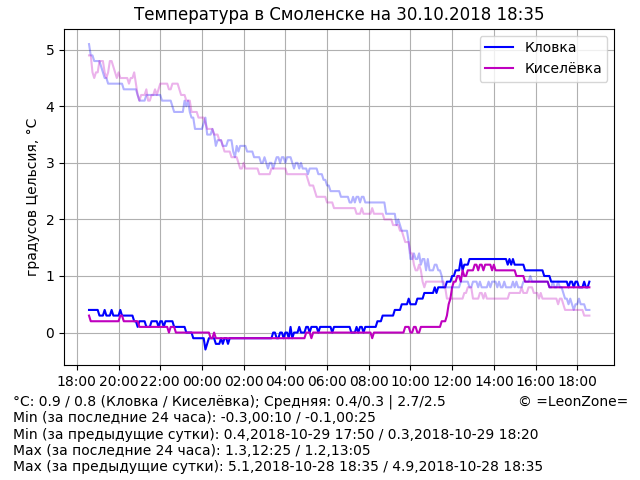 Температура в Смоленске на 30.10.2018 18:35
Кловка
Киселёвка
градусов Цельсия, °C
5
4
3
2
1
0
18:00 20:00 22:00 00:00 02:00 04:00 06:00 08:00 10:00 12:00 14:00 16:00 18:00
°C: 0.9 / 0.8 (Кловка / Киселёвка); Средняя: 0.4/0.3 | 2.7/2.5 © =LeonZone=
Min (за последние 24 часа): -0.3,00:10 / -0.1,00:25
Min (за предыдущие сутки): 0.4,2018-10-29 17:50 / 0.3,2018-10-29 18:20
Max (за последние 24 часа): 1.3,12:25 / 1.2,13:05
Max (за предыдущие сутки): 5.1,2018-10-28 18:35 / 4.9,2018-10-28 18:35